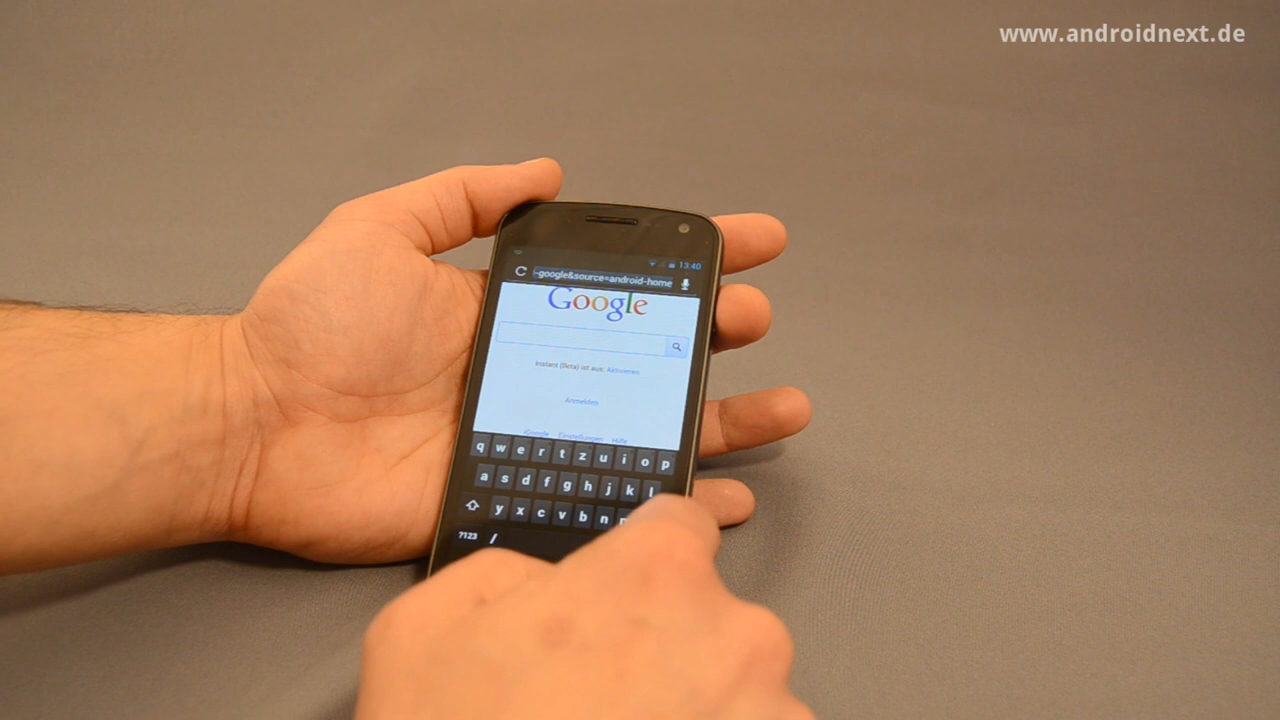 www.androidnext.de
13:40
-google&source=android-home
Google
Instant (Beta) ist aus: Aktivieren
Anmelden
iGoogle Einstellungen Hilfe
q w e r t z u i o p
a s d f g h j k l
y x c v b n
?123 /